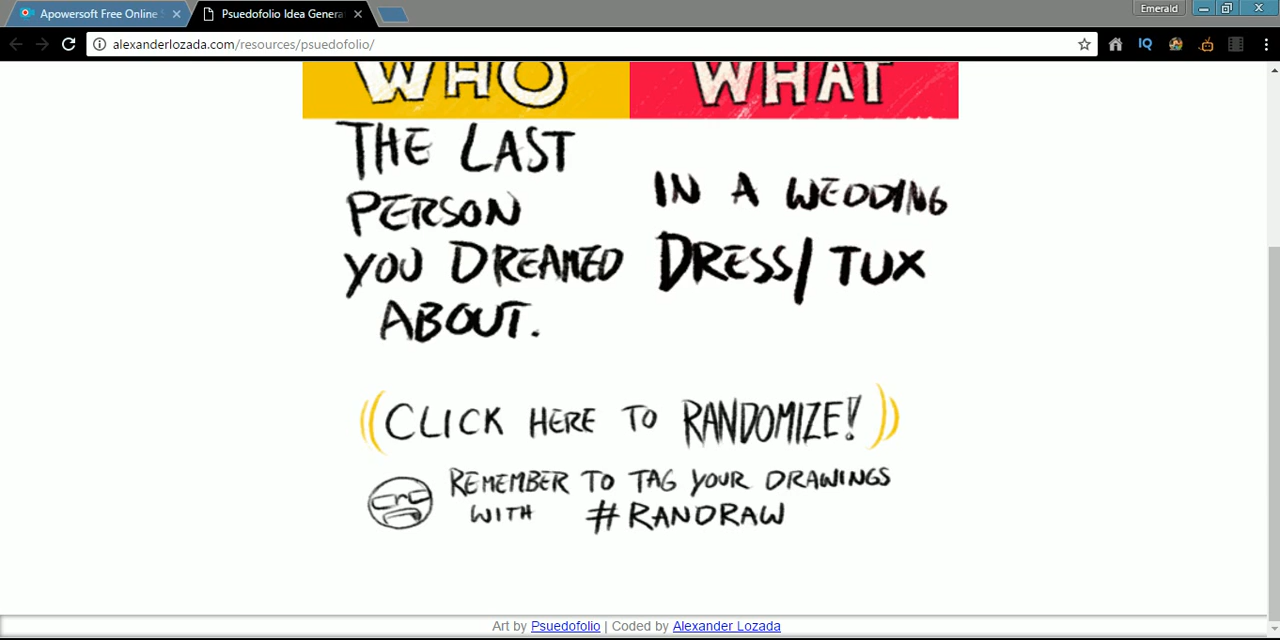 Apowersoft Free Online S
Psuedofolio Idea Genera
Emerald
alexanderlozada.com/resources/psuedofolio/
IQ
WHO
WHAT
THE LAST
PERSON
YOU DREAMED
ABOUT.
IN A WEDDING
DRESS/TUX
((CLICK HERE TO RANDOMIZE!))
REMEMBER TO TAG YOUR DRAWINGS
WITH #RANDRAW
Art by Psuedofolio | Coded by Alexander Lozada